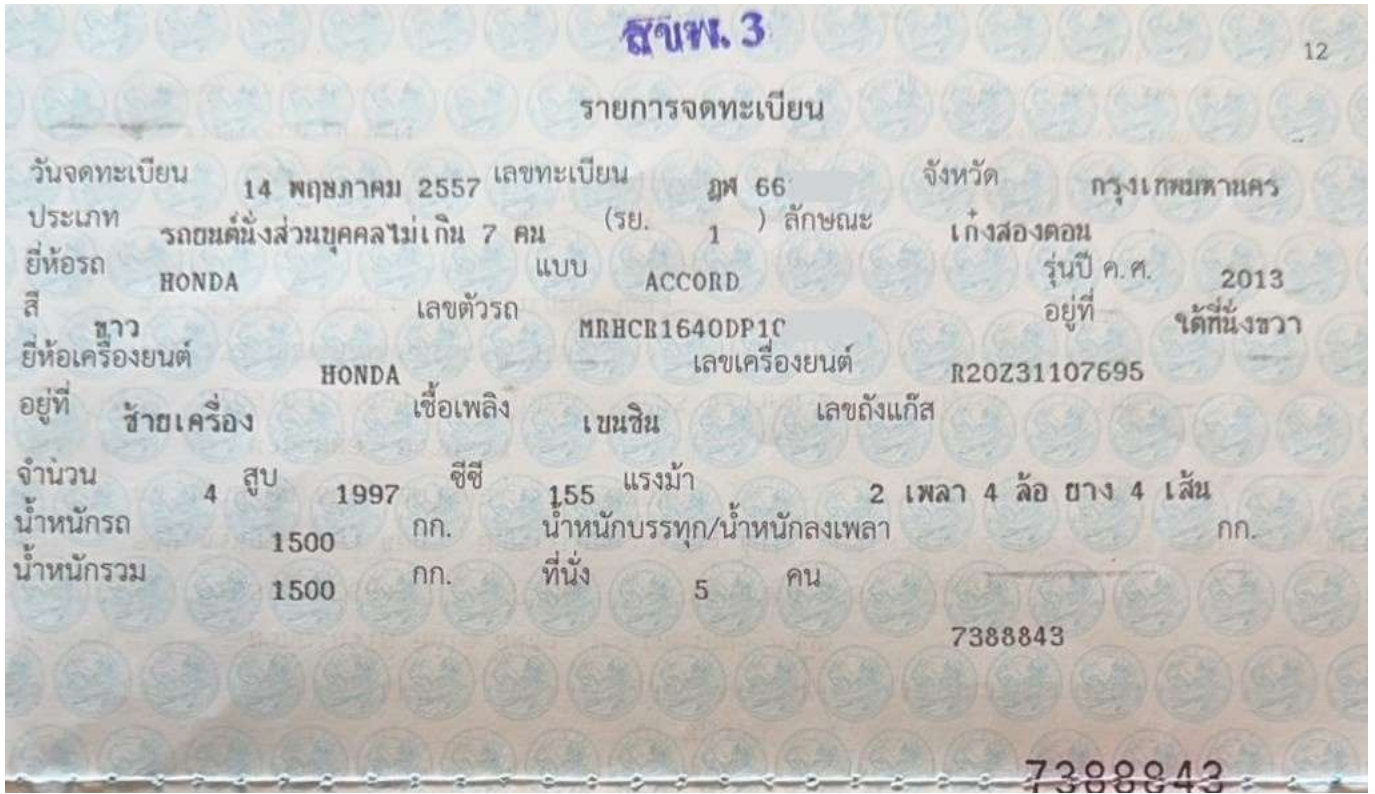 สขพ. 3
12
รายการจดทะเบียน
วันจดทะเบียน 14 พฤษภาคม 2557 เลขทะเบียน ฎศ 66 จังหวัด กรุงเทพมหานคร
ประเภท รถยนต์นั่งส่วนบุคคลไม่เกิน 7 คน (รย. 1 ) ลักษณะ เก๋งสองตอน
ยี่ห้อรถ HONDA แบบ ACCORD รุ่นปี ค.ศ. 2013
สี ขาว เลขตัวรถ MRHCR1640DP10 อยู่ที่ ใต้ที่นั่งขวา
ยี่ห้อเครื่องยนต์ HONDA เลขเครื่องยนต์ R20Z31107695
อยู่ที่ ซ้ายเครื่อง เชื้อเพลิง เบนซิน เลขถังแก๊ส
จำนวน 4 สูบ 1997 ซีซี 155 แรงม้า 2 เพลา 4 ล้อ ยาง 4 เส้น
น้ำหนักรถ 1500 กก. น้ำหนักบรรทุก/น้ำหนักลงเพลา กก.
น้ำหนักรวม 1500 กก. ที่นั่ง 5 คน
7388843
7388843